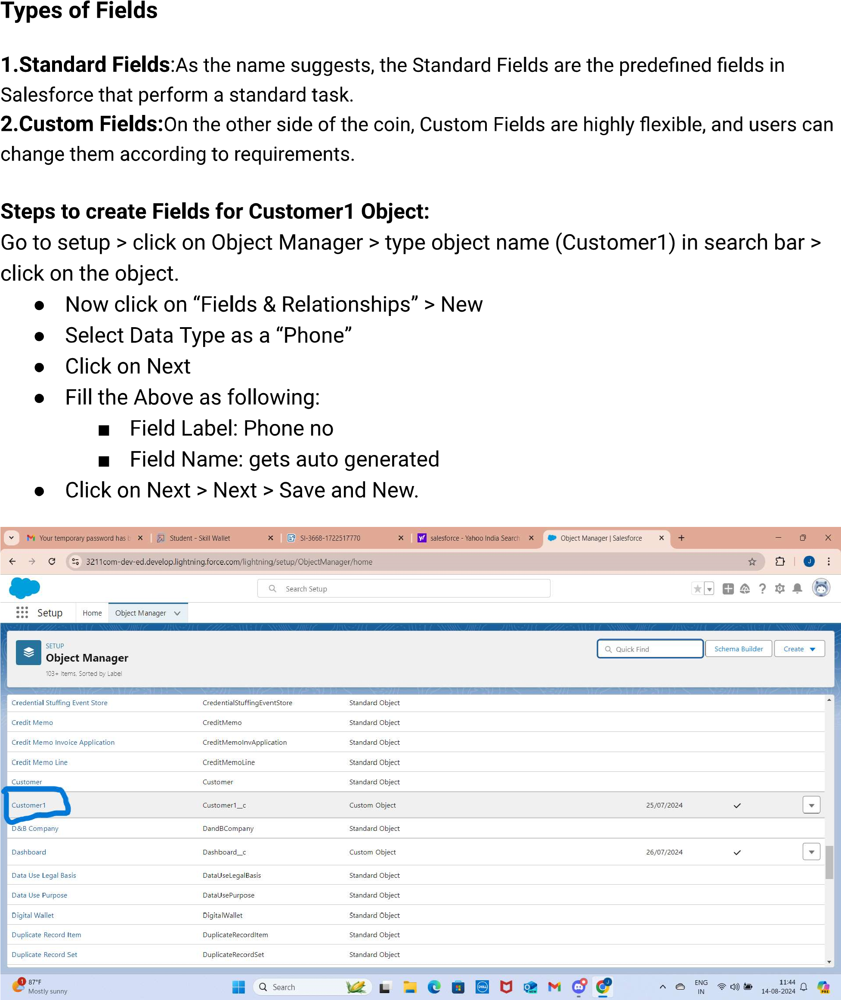 Types of Fields
1.Standard Fields:As the name suggests, the Standard Fields are the predefined fields in
Salesforce that perform a standard task.
2.Custom Fields:On the other side of the coin, Custom Fields are highly flexible, and users can
change them according to requirements.
Steps to create Fields for Customer1 Object:
Go to setup > click on Object Manager > type object name (Customer1) in search bar >
click on the object.
● Now click on “Fields & Relationships” > New
● Select Data Type as a “Phone”
● Click on Next
● Fill the Above as following:
■ Field Label: Phone no
■ Field Name: gets auto generated
● Click on Next > Next > Save and New.
Your temporary password has b Student - Skill Wallet SI-3668-1722517770 salesforce - Yahoo India Search Object Manager | Salesforce
3211com-dev-ed.develop.lightning.force.com/lightning/setup/ObjectManager/home J
Search Setup
Setup Home Object Manager
SETUP
Object Manager
103+ Items, Sorted by Label
Quick Find Schema Builder Create
Credential Stuffing Event Store CredentialStuffingEventStore Standard Object
Credit Memo CreditMemo Standard Object
Credit Memo Invoice Application CreditMemoInvApplication Standard Object
Credit Memo Line CreditMemoLine Standard Object
Customer Customer Standard Object
Customer1 Customer1__c Custom Object 25/07/2024
D&B Company DandBCompany Standard Object
Dashboard Dashboard__c Custom Object 26/07/2024
Data Use Legal Basis DataUseLegalBasis Standard Object
Data Use Purpose DataUsePurpose Standard Object
Digital Wallet DigitalWallet Standard Object
Duplicate Record Item DuplicateRecordItem Standard Object
Duplicate Record Set DuplicateRecordSet Standard Object
1 87°F
Mostly sunny
Search
DELL
NEW
J
ENG
IN
11:44
14-08-2024
PRE